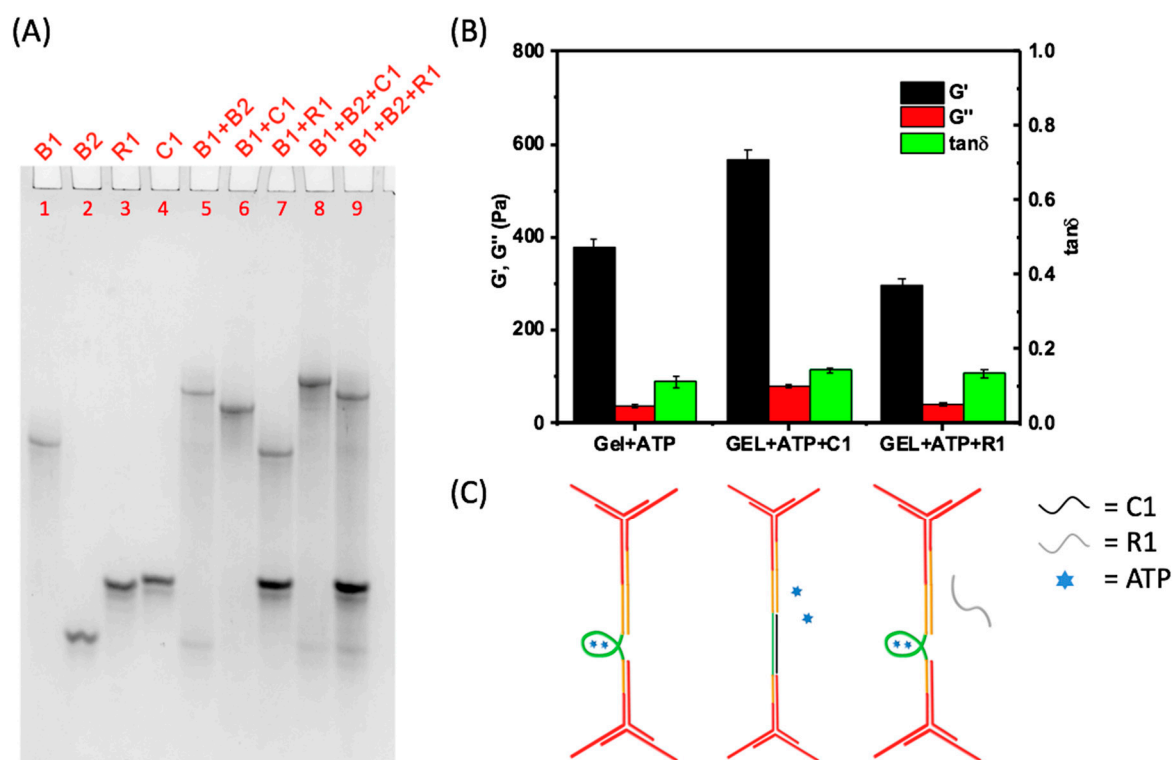 (A)
B1
B2
R1
C1
B1+B2
B1+C1
B1+R1
B1+B2+C1
B1+B2+R1
1 2 3 4 5 6 7 8 9
(B)
800
600
400
200
0
G', G'' (Pa)
G'
G''
tanδ
1.0
0.8
0.6
0.4
0.2
0.0
tanδ
Gel+ATP GEL+ATP+C1 GEL+ATP+R1
(C)
= C1
= R1
= ATP